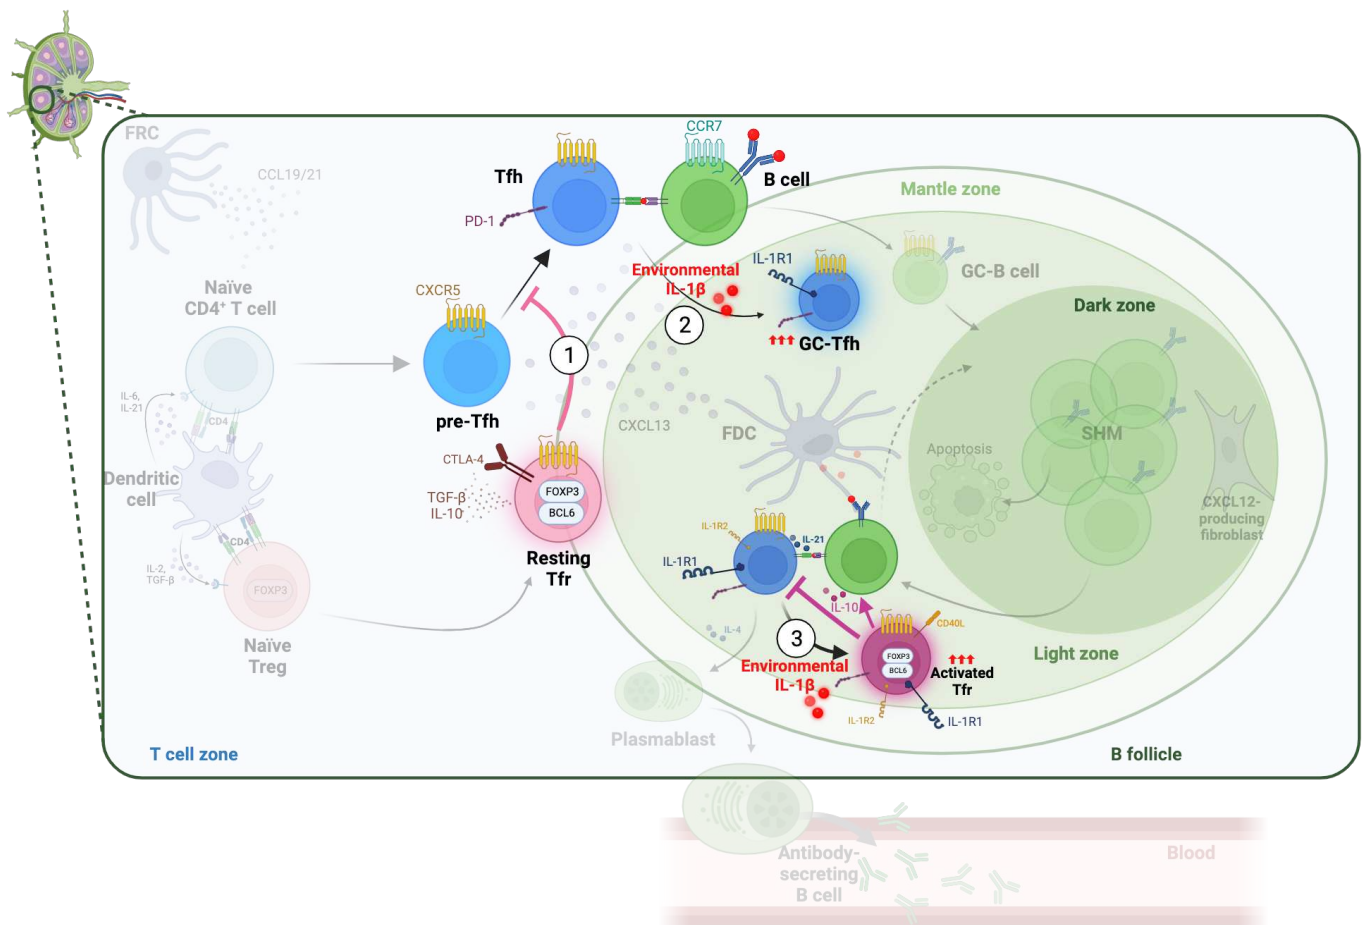 FRC
CCL19/21
CCR7
Tfh
B cell
PD-1
Mantle zone
Environmental
IL-1β
IL-1R1
GC-B cell
Naïve
CD4⁺ T cell
CXCR5
2
GC-Tfh
Dark zone
1
pre-Tfh
IL-6,
IL-21
CD4
CXCL13
FDC
SHM
Apoptosis
Dendritic
cell
CTLA-4
TGF-β
IL-10
FOXP3
BCL6
CXCL12-
producing
fibroblast
CD4
Resting
Tfr
IL-1R2
IL-21
IL-1R1
IL-2,
TGF-β
FOXP3
IL-10
CD40L
IL-4
3
Naïve
Treg
Environmental
IL-1β
FOXP3
BCL6
Activated
Tfr
Light zone
IL-1R2
IL-1R1
Plasmablast
T cell zone
B follicle
Antibody-
secreting
B cell
Blood